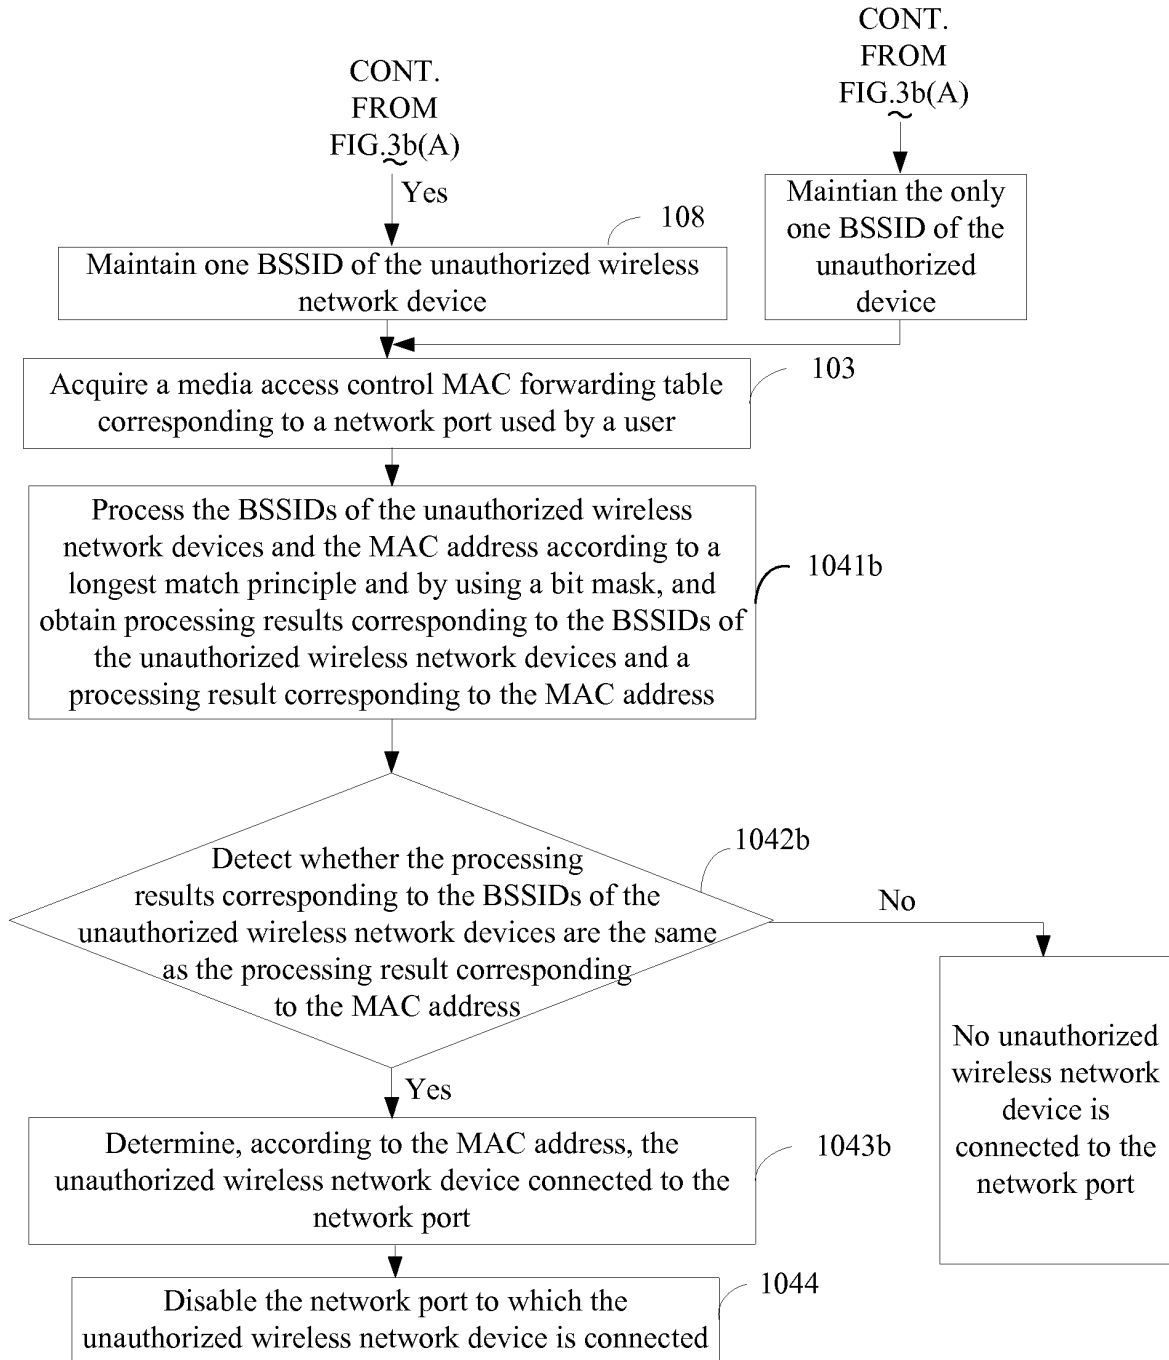 CONT.
FROM
FIG.3b(A)
CONT.
FROM
FIG.3b(A)
Yes
Maintian the only
one BSSID of the
unauthorized
device
108
Maintain one BSSID of the unauthorized wireless
network device
103
Acquire a media access control MAC forwarding table
corresponding to a network port used by a user
Process the BSSIDs of the unauthorized wireless
network devices and the MAC address according to a
longest match principle and by using a bit mask, and
obtain processing results corresponding to the BSSIDs of
the unauthorized wireless network devices and a
processing result corresponding to the MAC address
1041b
1042b
Detect whether the processing
results corresponding to the BSSIDs of the
unauthorized wireless network devices are the same
as the processing result corresponding
to the MAC address
No
No unauthorized
wireless network
device is
connected to the
network port
Yes
Determine, according to the MAC address, the
unauthorized wireless network device connected to the
network port
1043b
1044
Disable the network port to which the
unauthorized wireless network device is connected